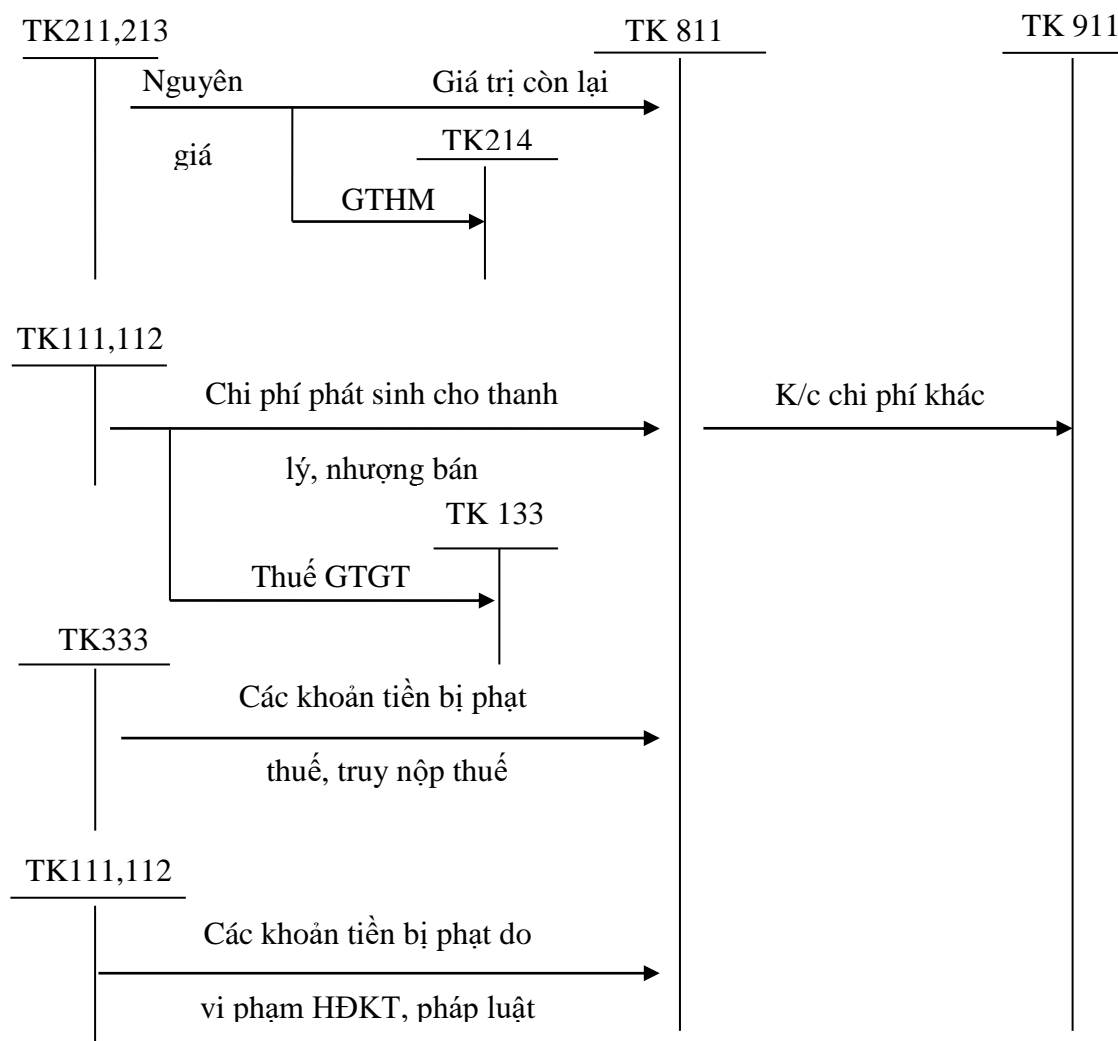 TK211,213
TK 811
TK 911
Nguyên
Giá trị còn lại
giá
TK214
GTHM
TK111,112
Chi phí phát sinh cho thanh
K/c chi phí khác
lý, nhượng bán
TK 133
Thuế GTGT
TK333
Các khoản tiền bị phạt
thuế, truy nộp thuế
TK111,112
Các khoản tiền bị phạt do
vi phạm HĐKT, pháp luật